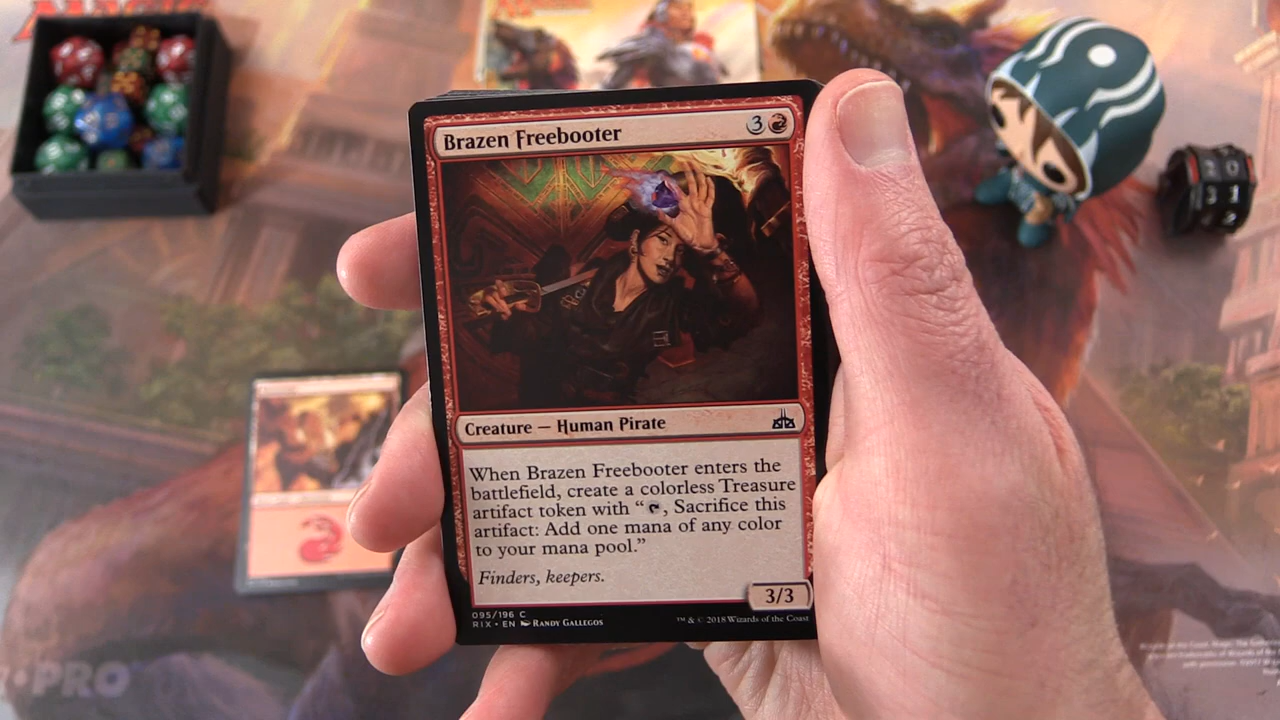 Brazen Freebooter
3
Creature — Human Pirate
When Brazen Freebooter enters the
battlefield, create a colorless Treasure
artifact token with “, Sacrifice this
artifact: Add one mana of any color
to your mana pool.”
Finders, keepers.
3/3
095/196 C
RIX • EN RANDY GALLEGOS
™ & © 2018 Wizards of the Coast
PRO